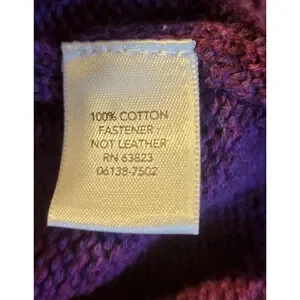 100% COTTON
FASTENER -
NOT LEATHER
RN 63823
06138-7502